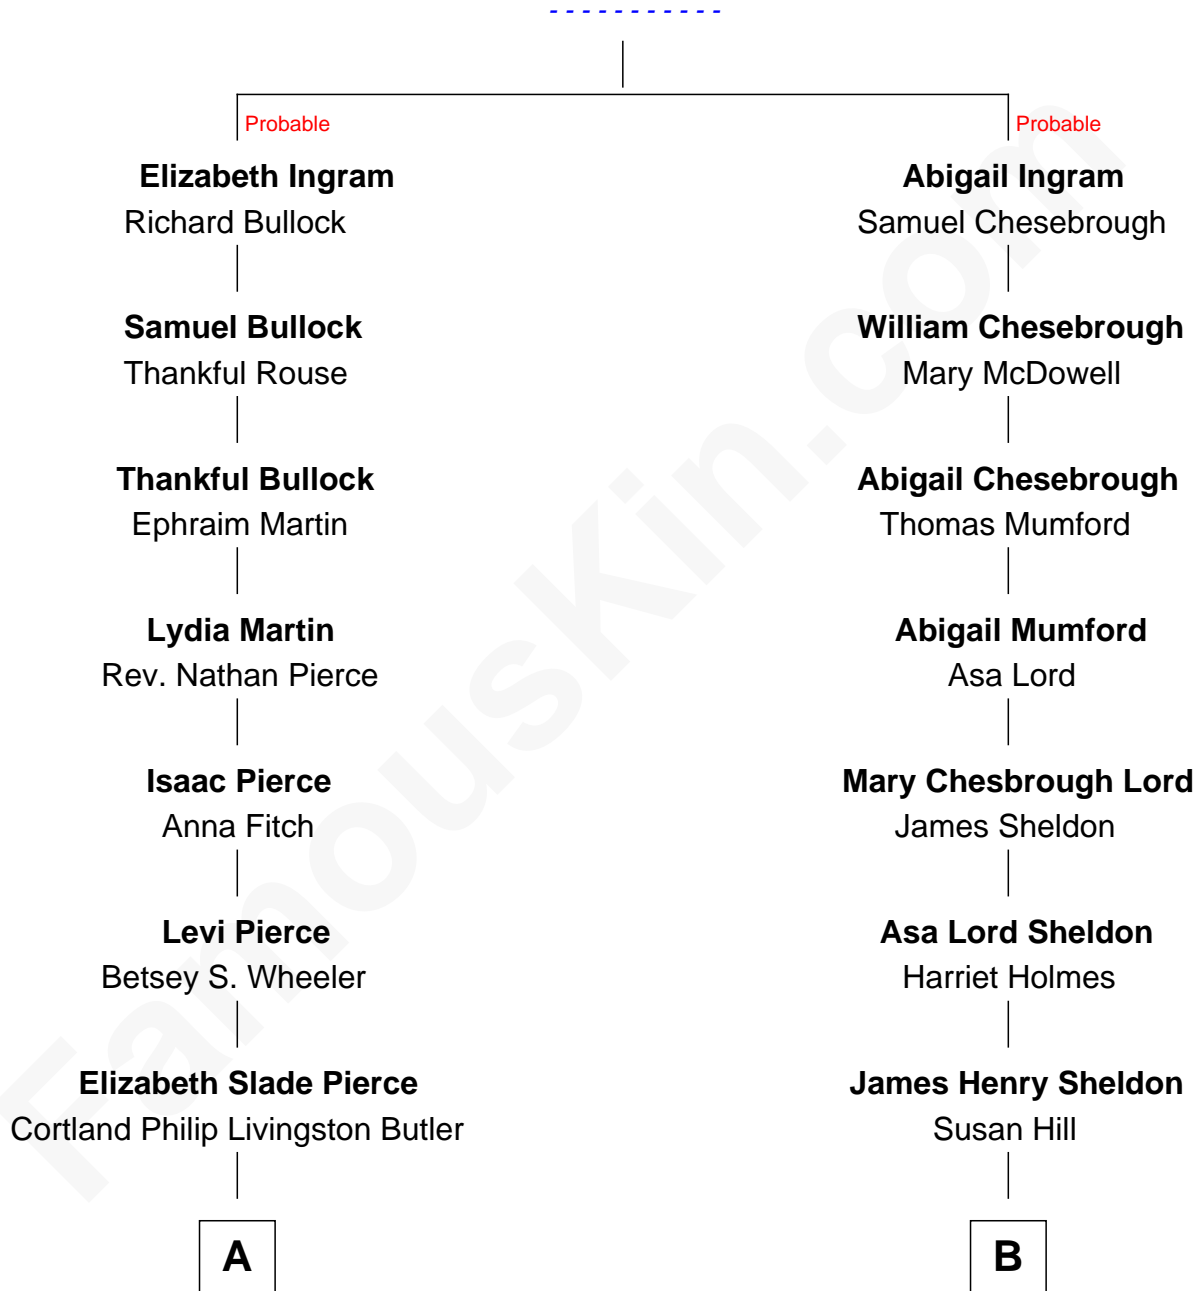 - - - - - - - - - - -
Probable
Probable
Elizabeth Ingram
Richard Bullock
Abigail Ingram
Samuel Chesebrough
Samuel Bullock
Thankful Rouse
William Chesebrough
Mary McDowell
Thankful Bullock
Ephraim Martin
Abigail Chesebrough
Thomas Mumford
Lydia Martin
Rev. Nathan Pierce
Abigail Mumford
Asa Lord
Isaac Pierce
Anna Fitch
Mary Chesbrough Lord
James Sheldon
Levi Pierce
Betsey S. Wheeler
Asa Lord Sheldon
Harriet Holmes
Elizabeth Slade Pierce
Cortland Philip Livingston Butler
James Henry Sheldon
Susan Hill
A
B
FamousKin.com